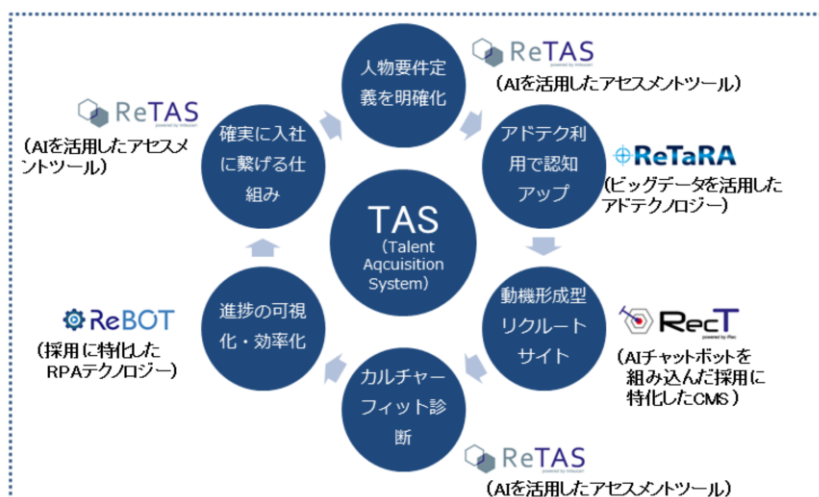 人物要件定
義を明確化
ReTAS
(AIを活用したアセスメントツール)
アドテク利
用で認知
アップ
ReTaRA
(ビッグデータを活用した
アドテクノロジー)
動機形成型
リクルート
サイト
RecT
(AIチャットボットを
組み込んだ採用に
特化したCMS)
カルチャー
フィット診
断
ReTAS
(AIを活用したアセスメントツール)
進捗の可視
化・効率化
ReBOT
(採用に特化した
RPAテクノロジー)
確実に入社
に繋げる仕
組み
ReTAS
(AIを活用したアセスメ
ントツール)
TAS
(Talent
Aqcuisition
System)